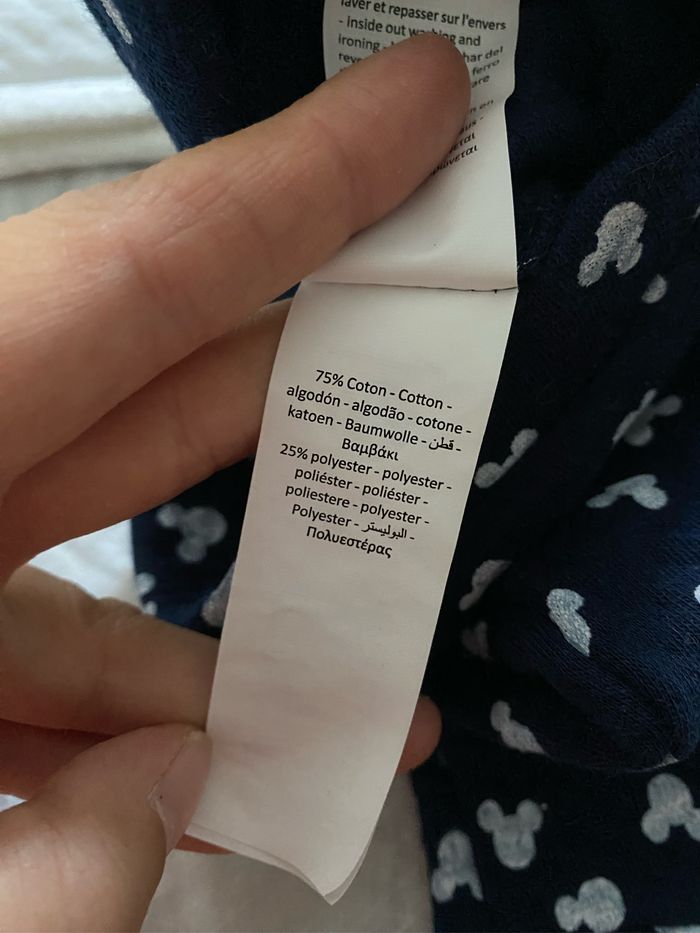 laver et repasser sur l'envers
- inside out washing and
ironing -
ferro
75% Coton - Cotton -
algodón - algodão - cotone -
katoen - Baumwolle - قطن -
Βαμβάκι
25% polyester - polyester -
poliéster - poliéster -
poliestere - polyester -
Polyester - البوليستر -
Πολυεστέρας